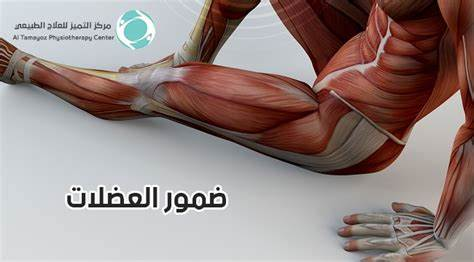 مركز التميز للعلاج الطبيعي
Al Tamayoz Physiotherapy Center
ضمور العضلات